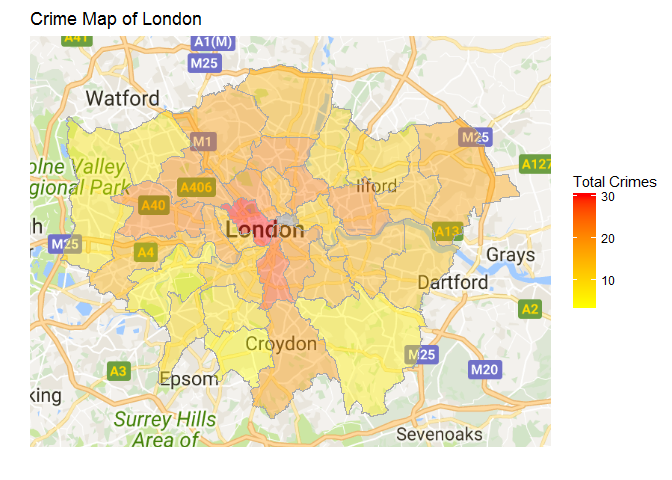 Crime Map of London
A41
A1(M)
M25
Watford
M1
M25
A127
olne Valley
egional Park
A406
Ilford
Total Crimes
30
A40
h
London
A13
20
M25
A4
Grays
Dartford
10
A2
Croydon
M25
A3
Epsom
M20
king
Surrey Hills
Area of
Sevenoaks